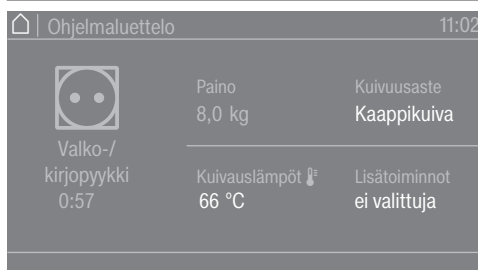 Ohjelmaluettelo 11:02
Paino
8,0 kg
Kuivuusaste
Kaappikuiva
Valko-/
kirjopyykki
0:57
Kuivauslämpöt
66 °C
Lisätoiminnot
ei valittuja